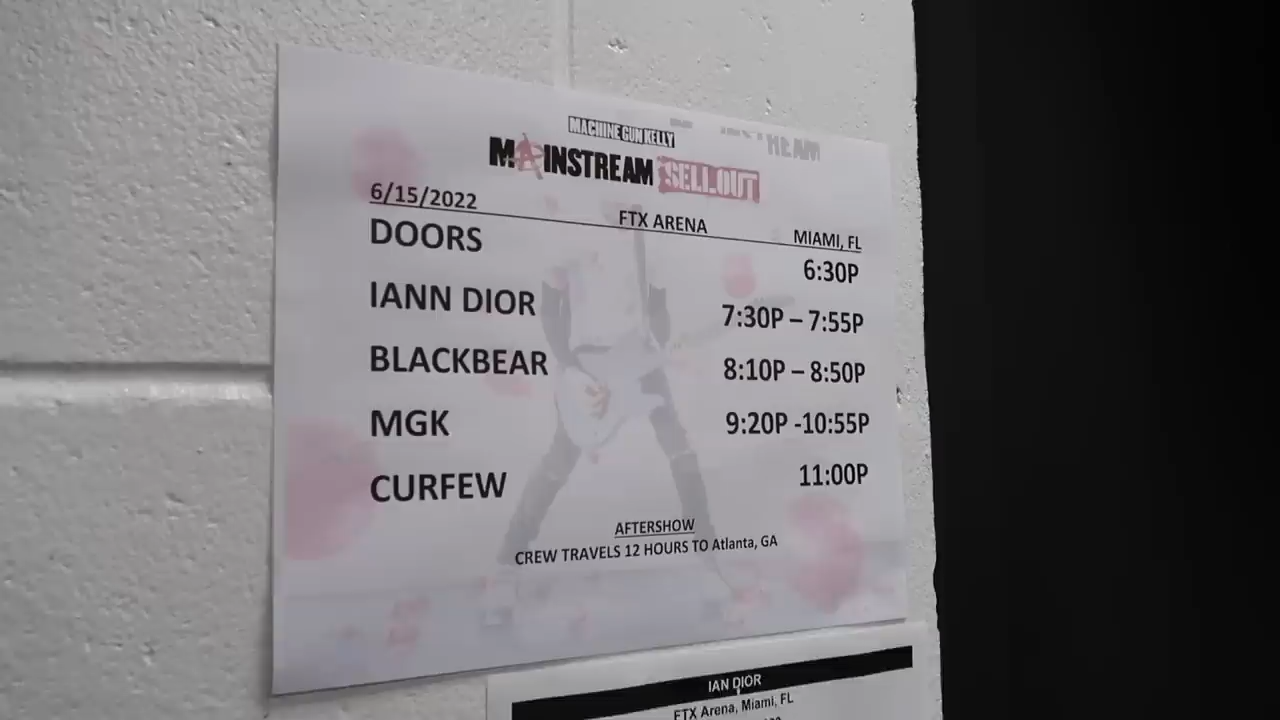 MACHINE GUN KELLY
MAINSTREAM SELLOUT
6/15/2022 FTX ARENA MIAMI, FL
DOORS 6:30P
IANN DIOR 7:30P – 7:55P
BLACKBEAR 8:10P – 8:50P
MGK 9:20P -10:55P
CURFEW 11:00P
AFTERSHOW
CREW TRAVELS 12 HOURS TO Atlanta, GA
IAN DIOR
FTX Arena, Miami, FL